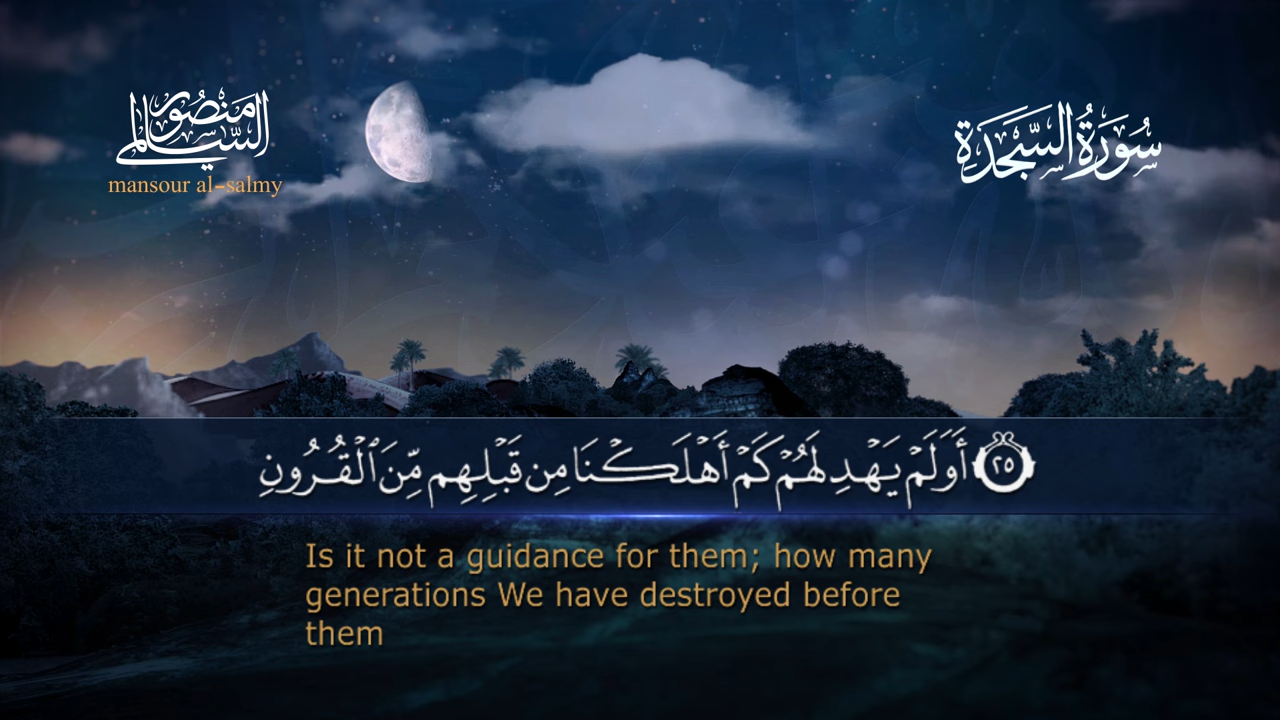 منصور السالمي
mansour al-salmy
سُورَةُ السَّجْدَةِ
٢٥ أَوَلَمْ يَهْدِ لَهُمْ كَمْ أَهْلَكْنَا مِن قَبْلِهِم مِّنَ ٱلْقُرُونِ
Is it not a guidance for them; how many
generations We have destroyed before
them